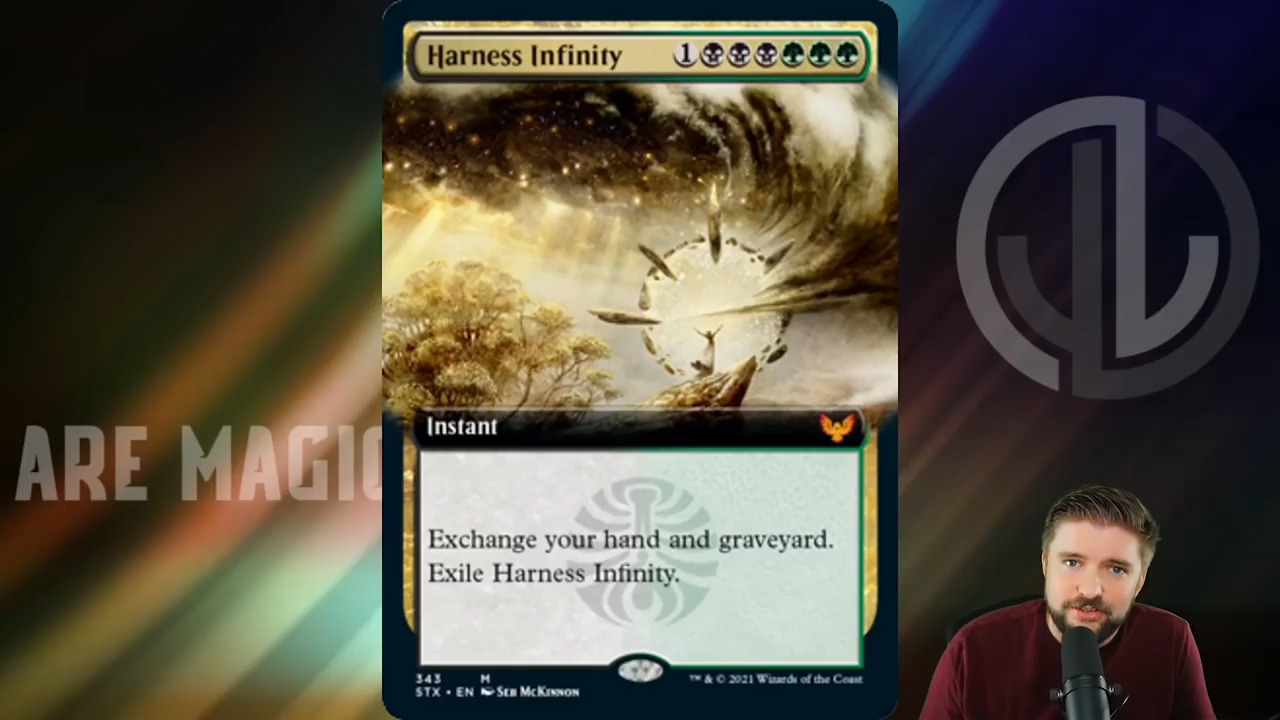 Harness Infinity 1
ARE MAGIC
Instant
Exchange your hand and graveyard.
Exile Harness Infinity.
343 M
STX • EN SEB MCKINNON
™ & © 2021 Wizards of the Coast